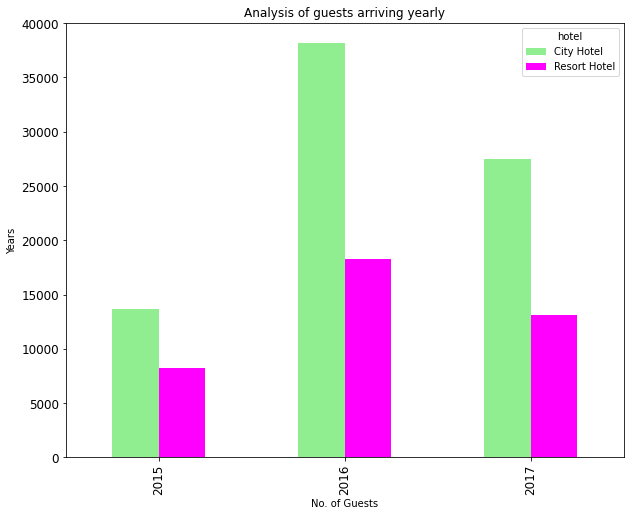 Analysis of guests arriving yearly
hotel
City Hotel
Resort Hotel
Years
40000
35000
30000
25000
20000
15000
10000
5000
0
2015
2016
2017
No. of Guests